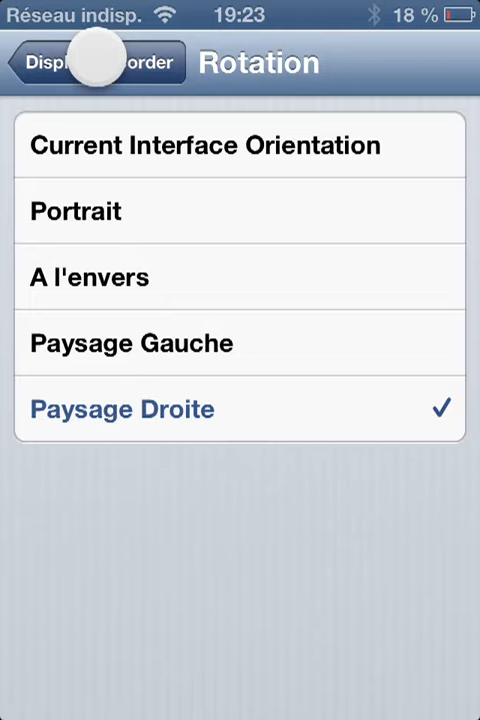 Réseau indisp. 19:23 18 %
Rotation
Current Interface Orientation
Portrait
A l'envers
Paysage Gauche
Paysage Droite